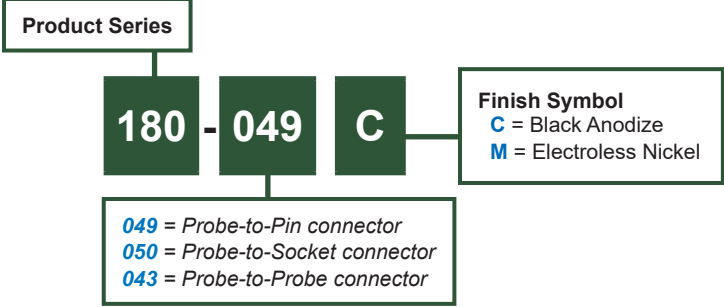 Product Series
180 - 049 C
Finish Symbol
C = Black Anodize
M = Electroless Nickel
049 = Probe-to-Pin connector
050 = Probe-to-Socket connector
043 = Probe-to-Probe connector